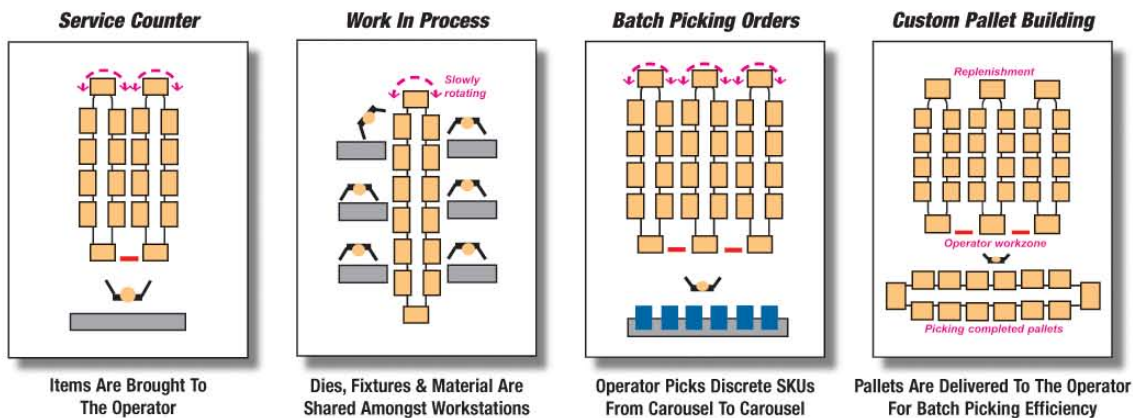 Service Counter
Work In Process
Batch Picking Orders
Custom Pallet Building
Slowly
rotating
Replenishment
Operator workzone
Picking completed pallets
Items Are Brought To
The Operator
Dies, Fixtures & Material Are
Shared Amongst Workstations
Operator Picks Discrete SKUs
From Carousel To Carousel
Pallets Are Delivered To The Operator
For Batch Picking Efficiency